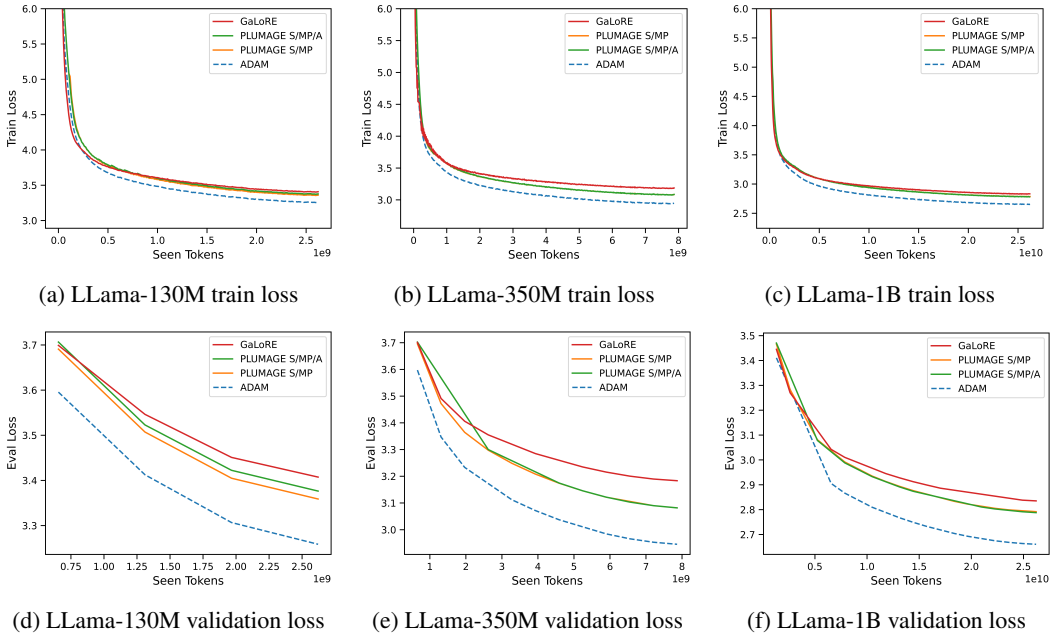 6.0
5.5
5.0
4.5
4.0
3.5
3.0
Train Loss
0.0 0.5 1.0 1.5 2.0 2.5
1e9
Seen Tokens
GaLoRE
PLUMAGE S/MP/A
PLUMAGE S/MP
ADAM
(a) LLama-130M train loss
6.0
5.0
4.5
4.0
3.5
3.0
Train Loss
0 1 2 3 4 5 6 7 8
1e9
Seen Tokens
GaLoRE
PLUMAGE S/MP
PLUMAGE S/MP/A
ADAM
(b) LLama-350M train loss
6.0
5.5
5.0
4.5
4.0
3.5
3.0
2.5
Train Loss
0.0 0.5 1.0 1.5 2.0 2.5
1e10
Seen Tokens
GaLoRE
PLUMAGE S/MP
PLUMAGE S/MP/A
ADAM
(c) LLama-1B train loss
3.7
3.6
3.5
3.4
3.3
Eval Loss
0.75 1.00 1.25 1.50 1.75 2.00 2.25 2.50
1e9
Seen Tokens
GaLoRE
PLUMAGE S/MP/A
PLUMAGE S/MP
ADAM
(d) LLama-130M validation loss
3.7
3.6
3.5
3.4
3.3
3.2
3.1
3.0
Eval Loss
1 2 3 4 5 6 7 8
1e9
Seen Tokens
GaLoRE
PLUMAGE S/MP
PLUMAGE S/MP/A
ADAM
(e) LLama-350M validation loss
3.5
3.4
3.3
3.2
3.1
3.0
2.9
2.8
2.7
Eval Loss
0.5 1.0 1.5 2.0 2.5
1e10
Seen Tokens
GaLoRE
PLUMAGE S/MP
PLUMAGE S/MP/A
ADAM
(f) LLama-1B validation loss